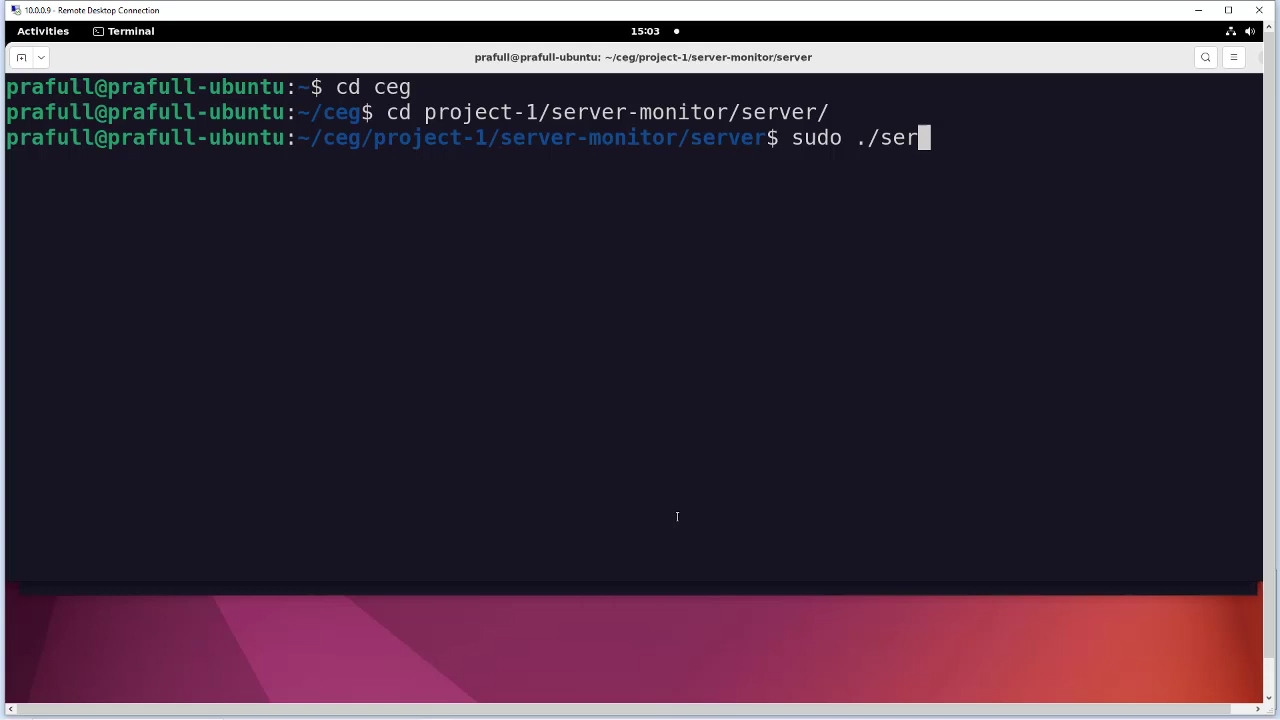 10.0.0.9 - Remote Desktop Connection
Activities Terminal 15:03
prafull@prafull-ubuntu: ~/ceg/project-1/server-monitor/server
prafull@prafull-ubuntu:~$ cd ceg
prafull@prafull-ubuntu:~/ceg$ cd project-1/server-monitor/server/
prafull@prafull-ubuntu:~/ceg/project-1/server-monitor/server$ sudo ./ser